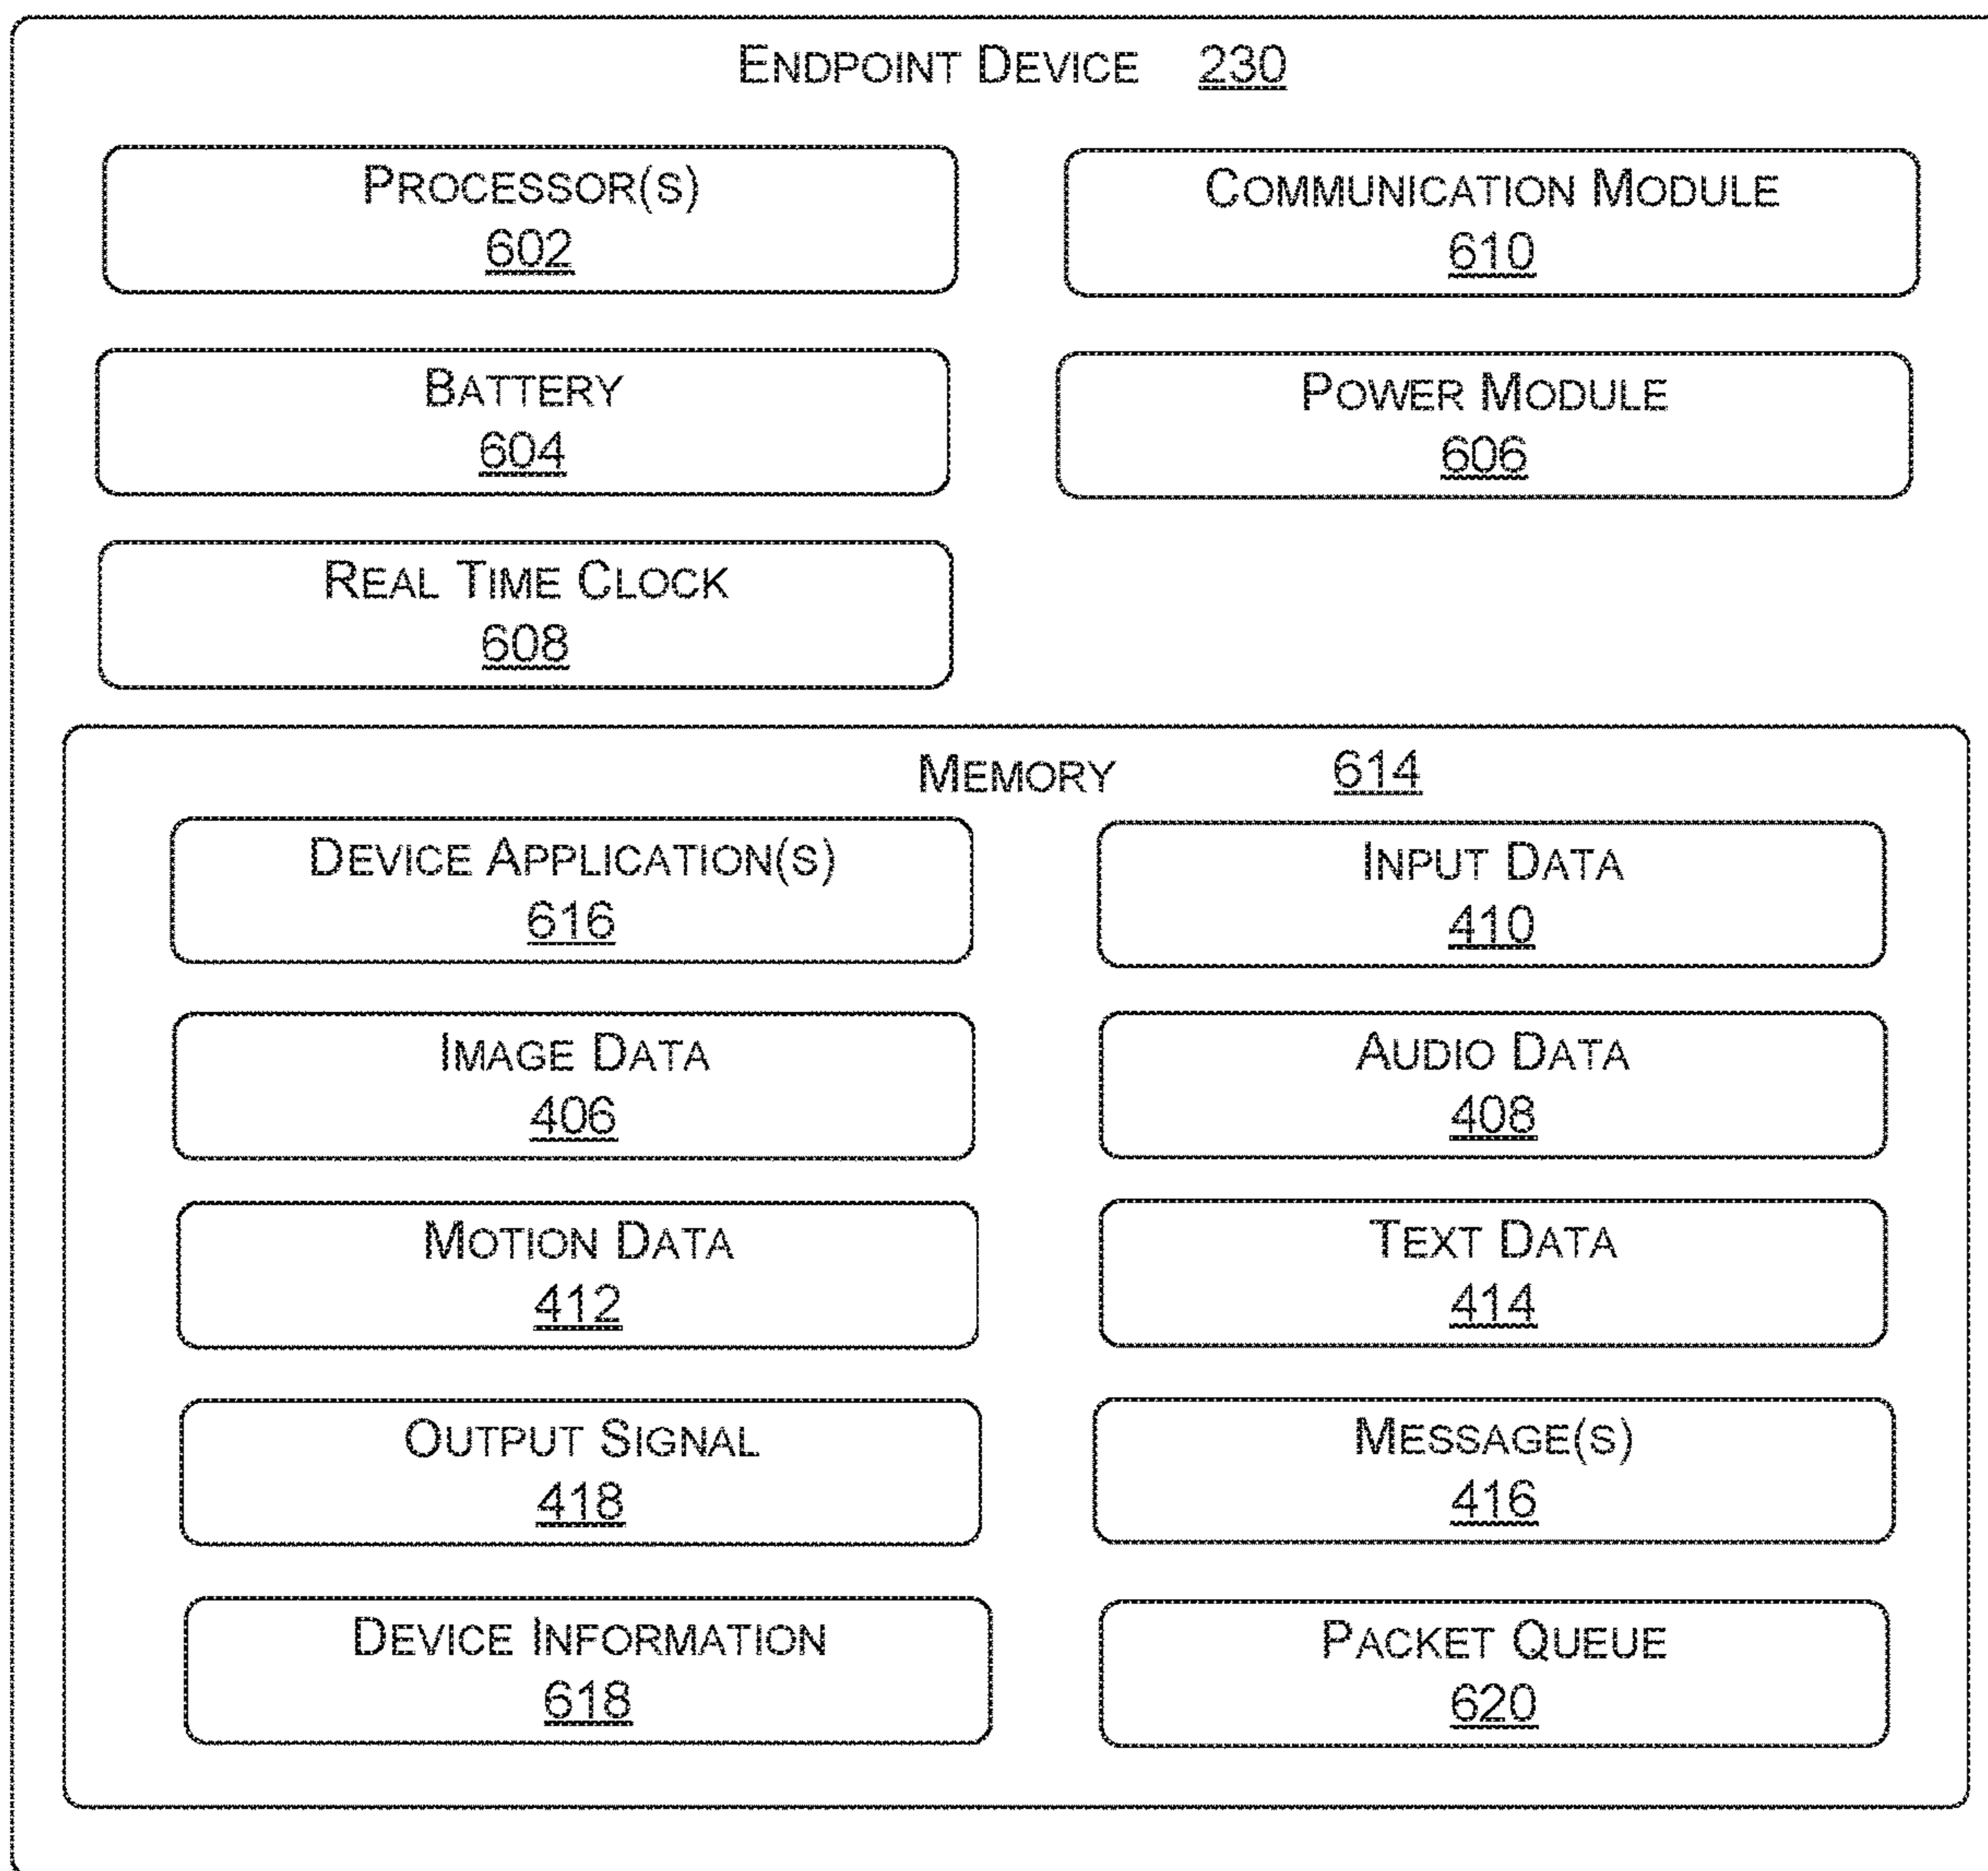 ENDPOINT DEVICE 230
PROCESSOR(S)
602
COMMUNICATION MODULE
610
BATTERY
604
POWER MODULE
606
REAL TIME CLOCK
608
MEMORY 614
DEVICE APPLICATION(S)
616
INPUT DATA
410
IMAGE DATA
406
AUDIO DATA
408
MOTION DATA
412
TEXT DATA
414
OUTPUT SIGNAL
418
MESSAGE(S)
416
DEVICE INFORMATION
618
PACKET QUEUE
620